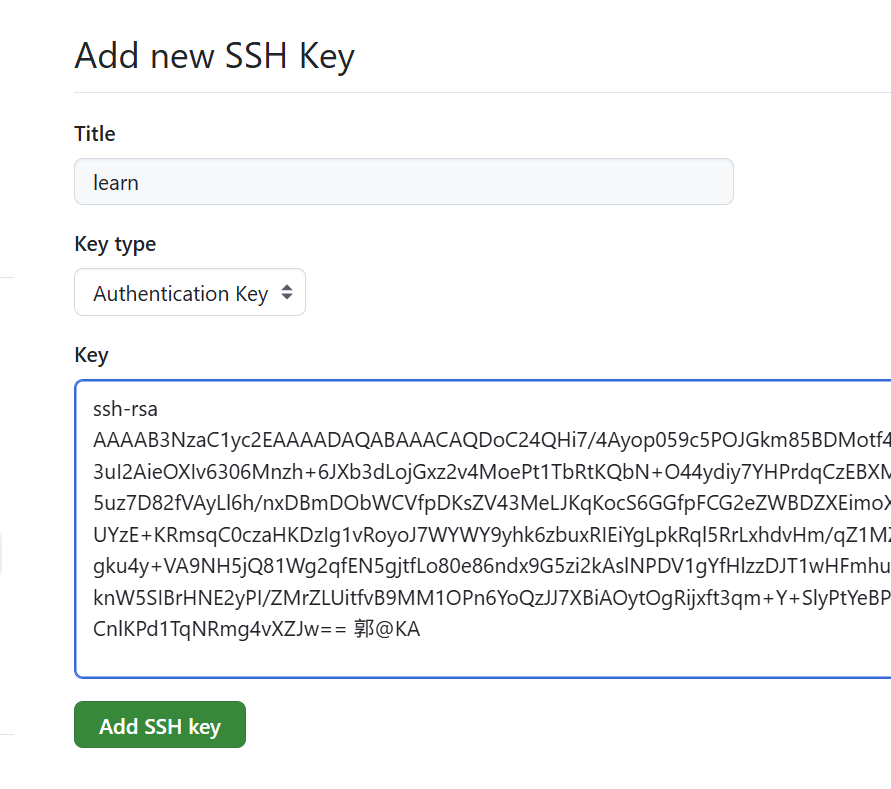 Add new SSH Key
Title
learn
Key type
Authentication Key
Key
ssh-rsa
AAAAB3NzaC1yc2EAAAADAQABAAACAQDoC24QHi7/4Ayop059c5POJGkm85BDMotf4
3uI2AieOXIv6306Mnzh+6JXb3dLojGxz2v4MoePt1TbRtKQbN+O44ydiy7YHPrdqCzEBXM
5uz7D82fVAyLl6h/nxDBmDObWCVfpDKsZV43MeLJKqKocS6GGfpFCG2eZWBDZXEimoX
UYzE+KRmsqC0czaHKDzIg1vRoyoJ7WYWY9yhk6zbuxRIEiYgLpkRql5RrLxhdvHm/qZ1MZ
gku4y+VA9NH5jQ81Wg2qfEN5gjtfLo80e86ndx9G5zi2kAslNPDV1gYfHlzzDJT1wHFmhu
knW5SIBrHNE2yPI/ZMrZLUitfvB9MM1OPn6YoQzJJ7XBiAOytOgRijxft3qm+Y+SlyPtYeBP
CnlKPd1TqNRmg4vXZJw== 郭@KA
Add SSH key